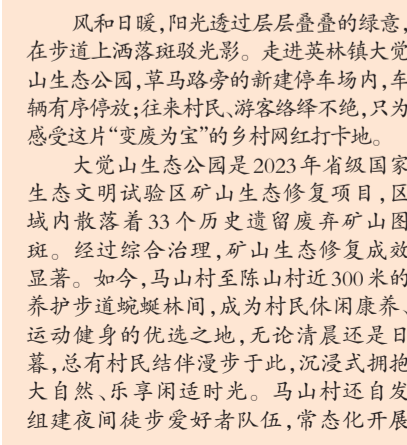 风和日暖，阳光透过层层叠叠的绿意，
在步道上洒落斑驳光影。走进英林镇大觉
山生态公园，草马路旁的新建停车场内，车
辆有序停放；往来村民、游客络绎不绝，只为
感受这片“变废为宝”的乡村网红打卡地。
大觉山生态公园是2023年省级国家
生态文明试验区矿山生态修复项目，区
域内散落着33个历史遗留废弃矿山图
斑。经过综合治理，矿山生态修复成效
显著。如今，马山村至陈山村近300米的
养护步道蜿蜒林间，成为村民休闲康养、
运动健身的优选之地，无论清晨还是日
暮，总有村民结伴漫步于此，沉浸式拥抱
大自然、乐享闲适时光。马山村还自发
组建夜间徒步爱好者队伍，常态化开展